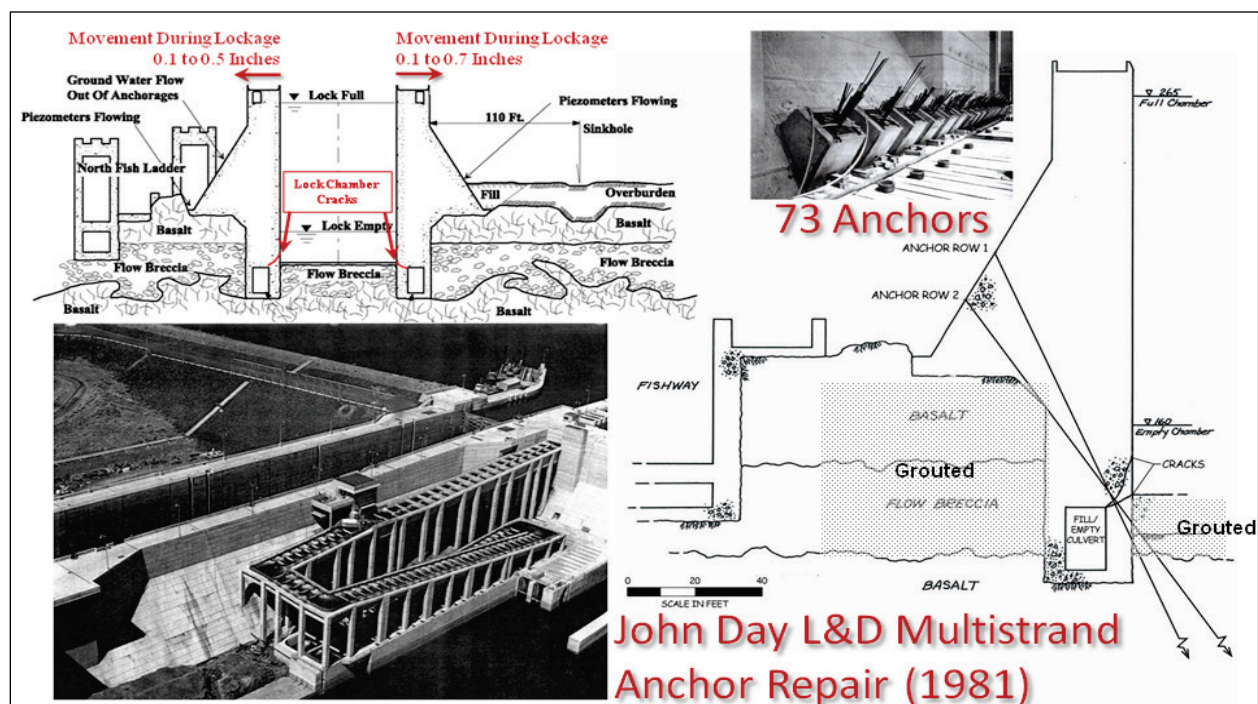 Movement During Lockage
0.1 to 0.5 Inches
Movement During Lockage
0.1 to 0.7 Inches
Ground Water Flow
Out Of Anchorages
Piezometers Flowing
North Fish Ladder
Lock Full
110 Ft.
Piezometers Flowing
Sinkhole
Lock Chamber
Cracks
Fill
Overburden
Basalt
Lock Empty
Basalt
Flow Breccia
Flow Breccia
Flow Breccia
Basalt
Basalt
73 Anchors
265
Full Chamber
ANCHOR ROW 1
ANCHOR ROW 2
FISHWAY
BASALT
160
Empty Chamber
CRACKS
Grouted
FLOW BRECCIA
FILL/
EMPTY
CULVERT
Grouted
BASALT
0 20 40
SCALE IN FEET
John Day L&D Multistrand
Anchor Repair (1981)